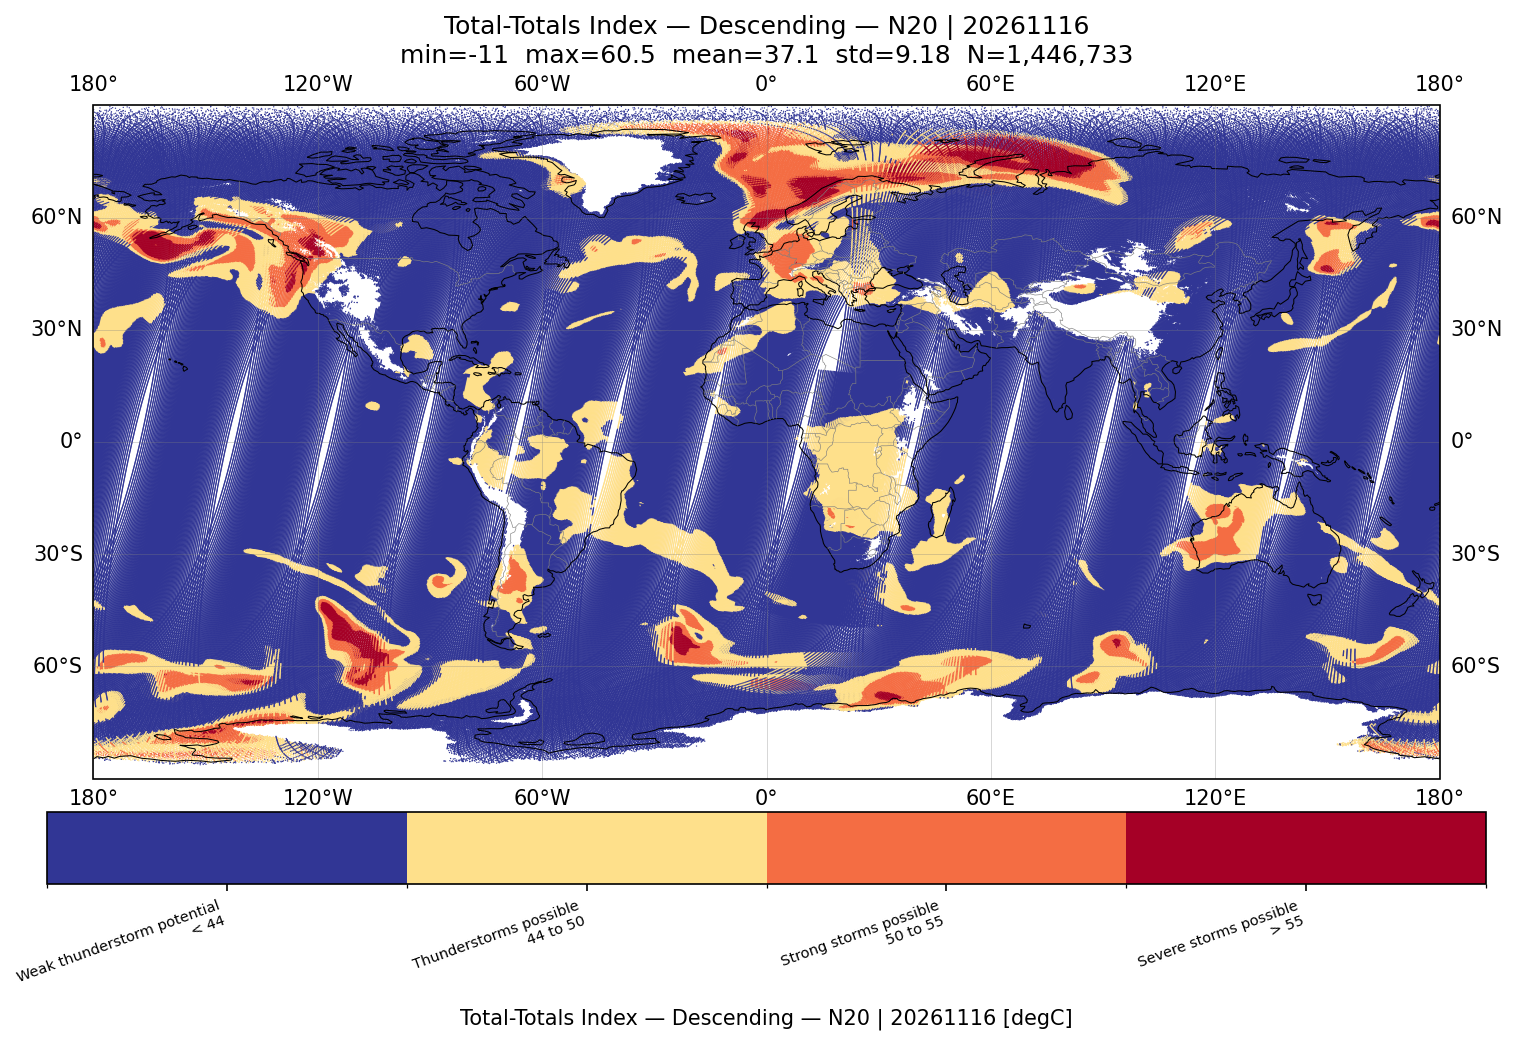 Total-Totals Index — Descending — N20 | 20261116
min=-11  max=60.5  mean=37.1  std=9.18  N=1,446,733
180° 120°W 60°W 0° 60°E 120°E 180°
60°N 60°N
30°N 30°N
0° 0°
30°S 30°S
60°S 60°S
180° 120°W 60°W 0° 60°E 120°E 180°
Weak thunderstorm potential
< 44
Thunderstorms possible
44 to 50
Strong storms possible
50 to 55
Severe storms possible
> 55
Total-Totals Index — Descending — N20 | 20261116 [degC]